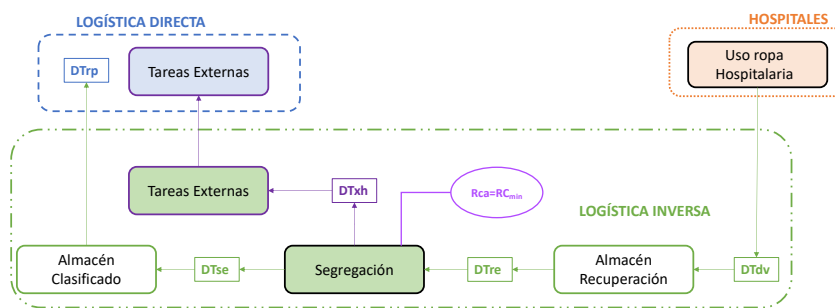 LOGÍSTICA DIRECTA
HOSPITALES
DTrp
Tareas Externas
Uso ropa
Hospitalaria
Tareas Externas
DTxh
Rca=RCmin
LOGÍSTICA INVERSA
Almacén
Clasificado
DTse
Segregación
DTre
Almacén
Recuperación
DTdv